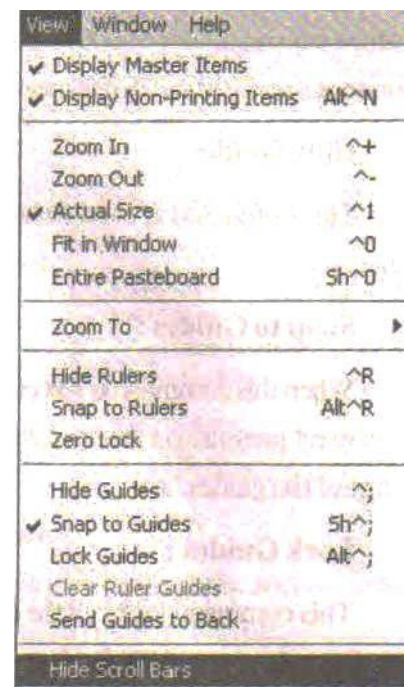 View Window Help
✔ Display Master Items
✔ Display Non-Printing Items Alt^N
Zoom In ^+
Zoom Out ^-
✔ Actual Size ^1
Fit in Window ^0
Entire Pasteboard Sh^0
Zoom To
Hide Rulers ^R
Snap to Rulers Alt^R
Zero Lock
Hide Guides ^;
✔ Snap to Guides Sh^;
Lock Guides Alt^;
Clear Ruler Guides
Send Guides to Back
Hide Scroll Bars